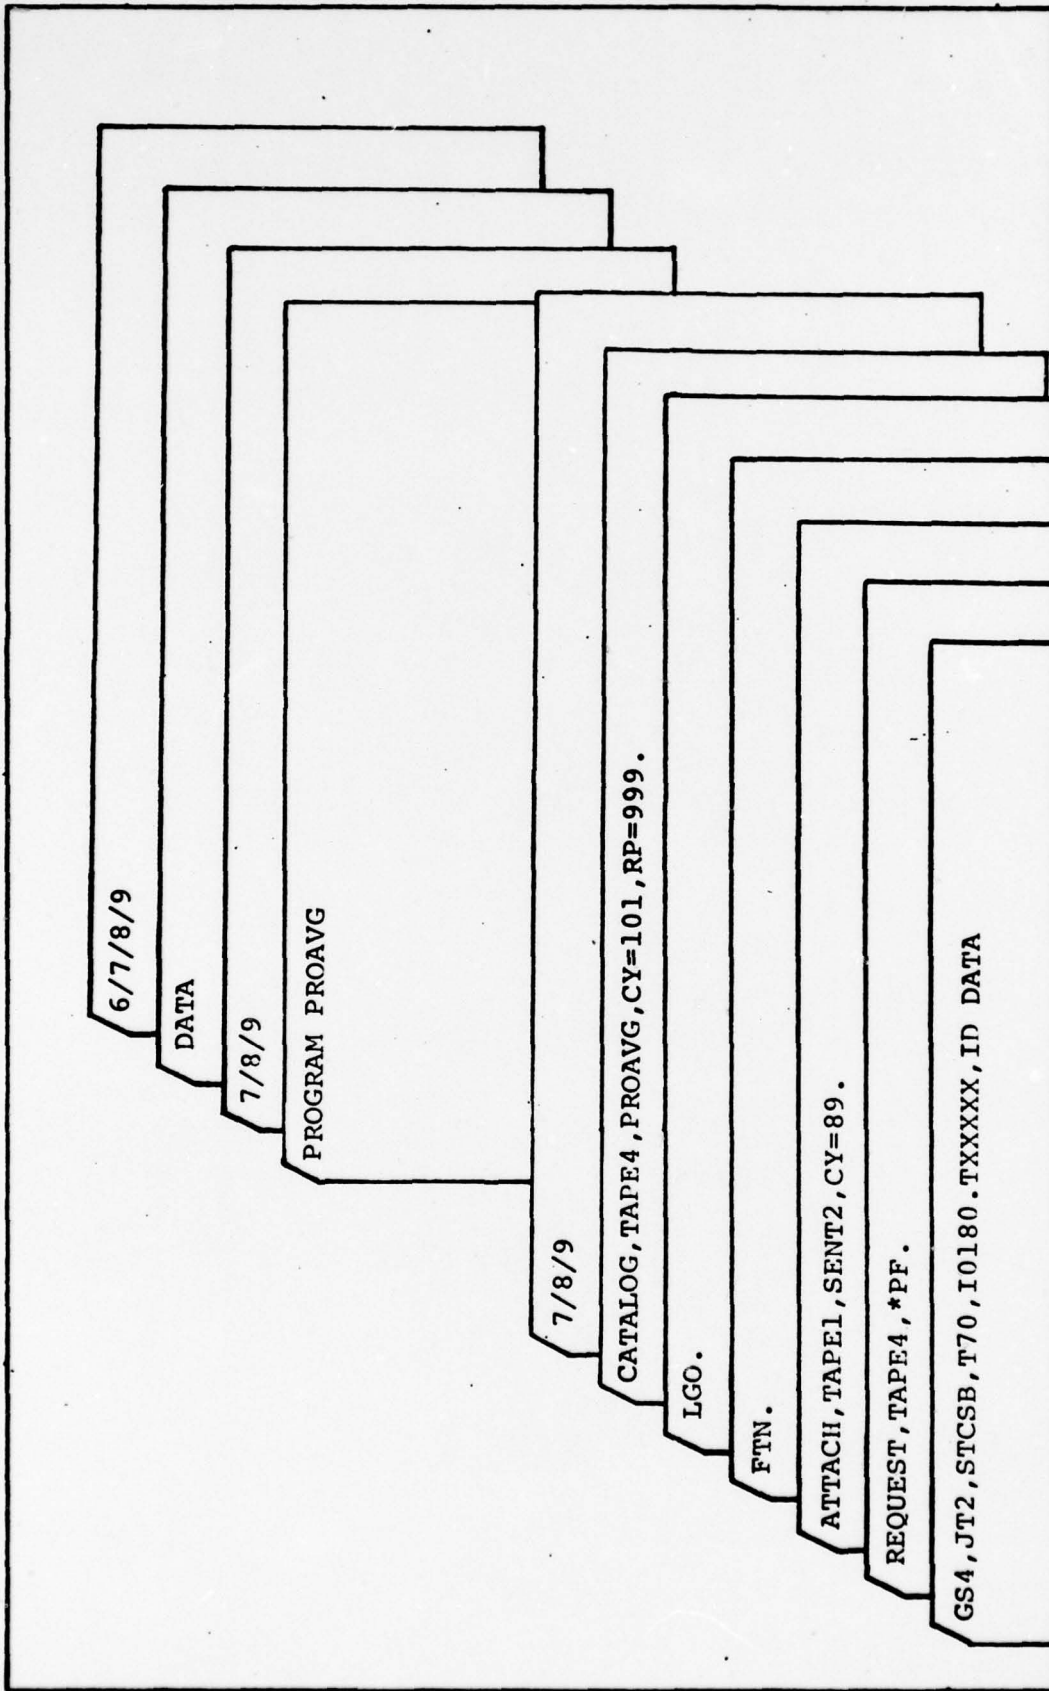 6/7/8/9
DATA
7/8/9
PROGRAM PROAVG
7/8/9
CATALOG,TAPE4,PROAVG,CY=101,RP=999.
LGO.
FTN.
ATTACH,TAPE1,SENT2,CY=89.
REQUEST,TAPE4,*PF.
GS4,JT2,STCSB,T70,IO180.TXXXXX,ID DATA